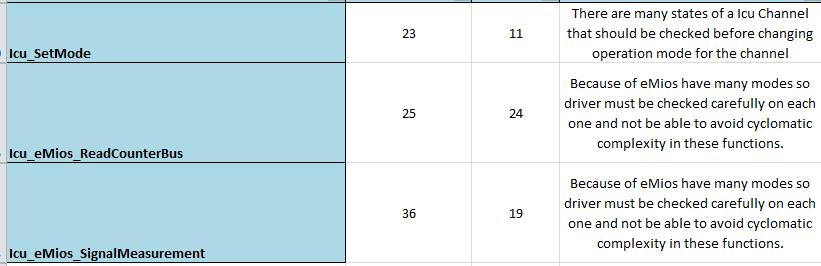 There are many states of a Icu Channel
that should be checked before changing
operation mode for the channel
Icu_SetMode
23
11
Because of eMios have many modes so
driver must be checked carefully on each
one and not be able to avoid cyclomatic
complexity in these functions.
Icu_eMios_ReadCounterBus
25
24
Because of eMios have many modes so
driver must be checked carefully on each
one and not be able to avoid cyclomatic
complexity in these functions.
Icu_eMios_SignalMeasurement
36
19